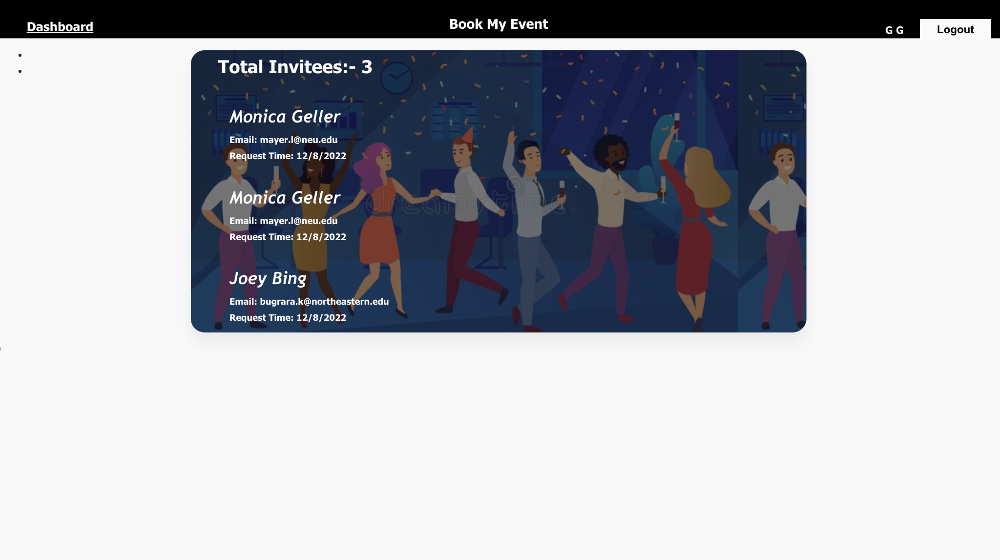 Dashboard
Book My Event
G G
Logout
Total Invitees:- 3
Monica Geller
Email: mayer.l@neu.edu
Request Time: 12/8/2022
Monica Geller
Email: mayer.l@neu.edu
Request Time: 12/8/2022
Joey Bing
Email: bugrara.k@northeastern.edu
Request Time: 12/8/2022
dreamstime®